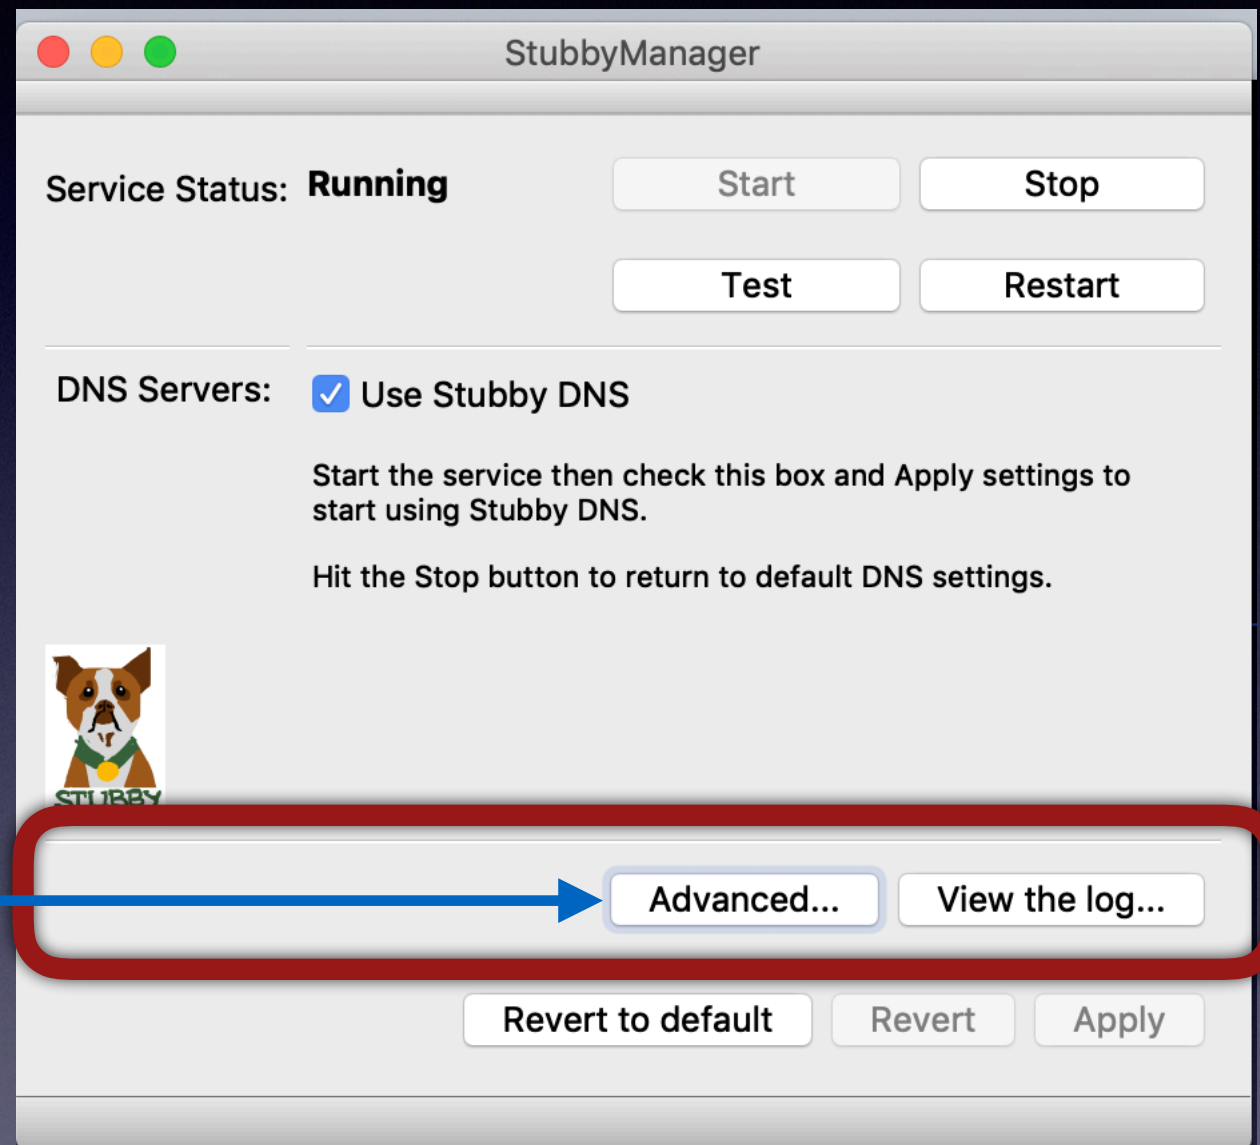 StubbyManager
Service Status: Running Start Stop
Test Restart
DNS Servers: Use Stubby DNS
Start the service then check this box and Apply settings to
start using Stubby DNS.
Hit the Stop button to return to default DNS settings.
STUBBY
Advanced... View the log...
Revert to default Revert Apply